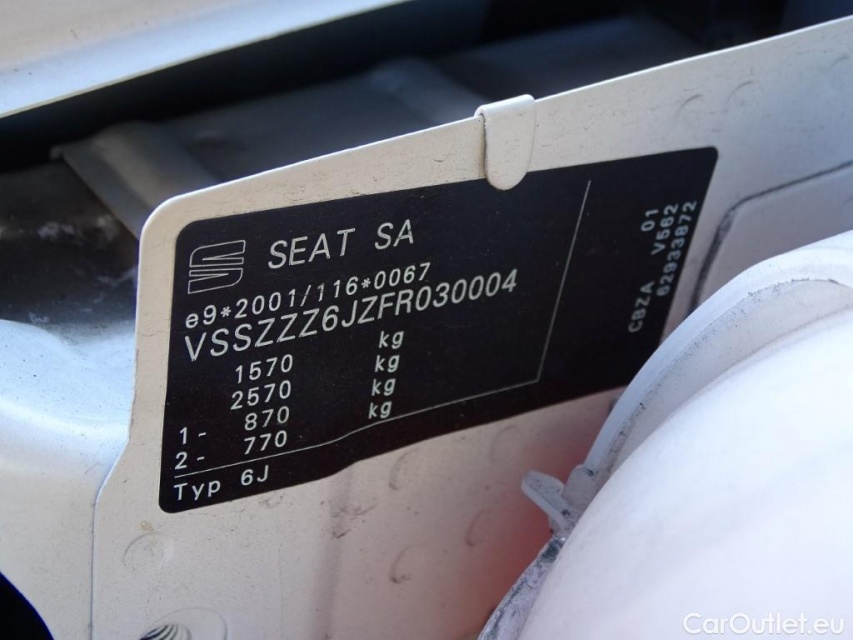 SEAT SA
e9*2001/116*0067
VSSZZZ6JZFR030004
1570 kg
2570 kg
1- 870 kg
2- 770 kg
Typ 6J
01
CBZA V562
62933872
CarOutlet.eu